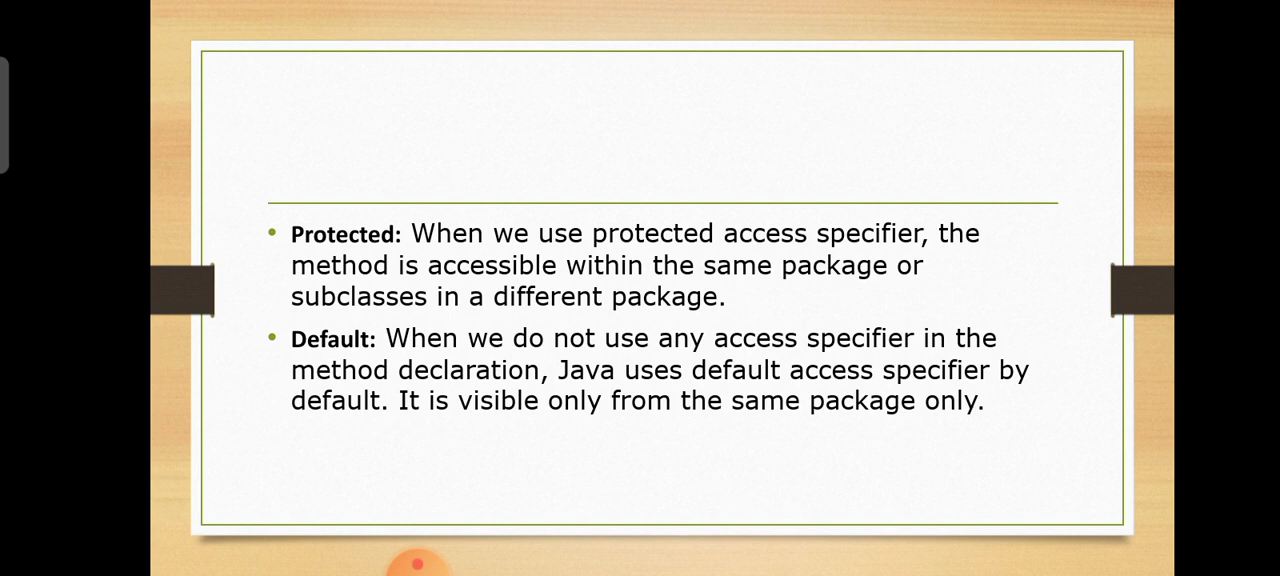 • Protected: When we use protected access specifier, the
method is accessible within the same package or
subclasses in a different package.
• Default: When we do not use any access specifier in the
method declaration, Java uses default access specifier by
default. It is visible only from the same package only.